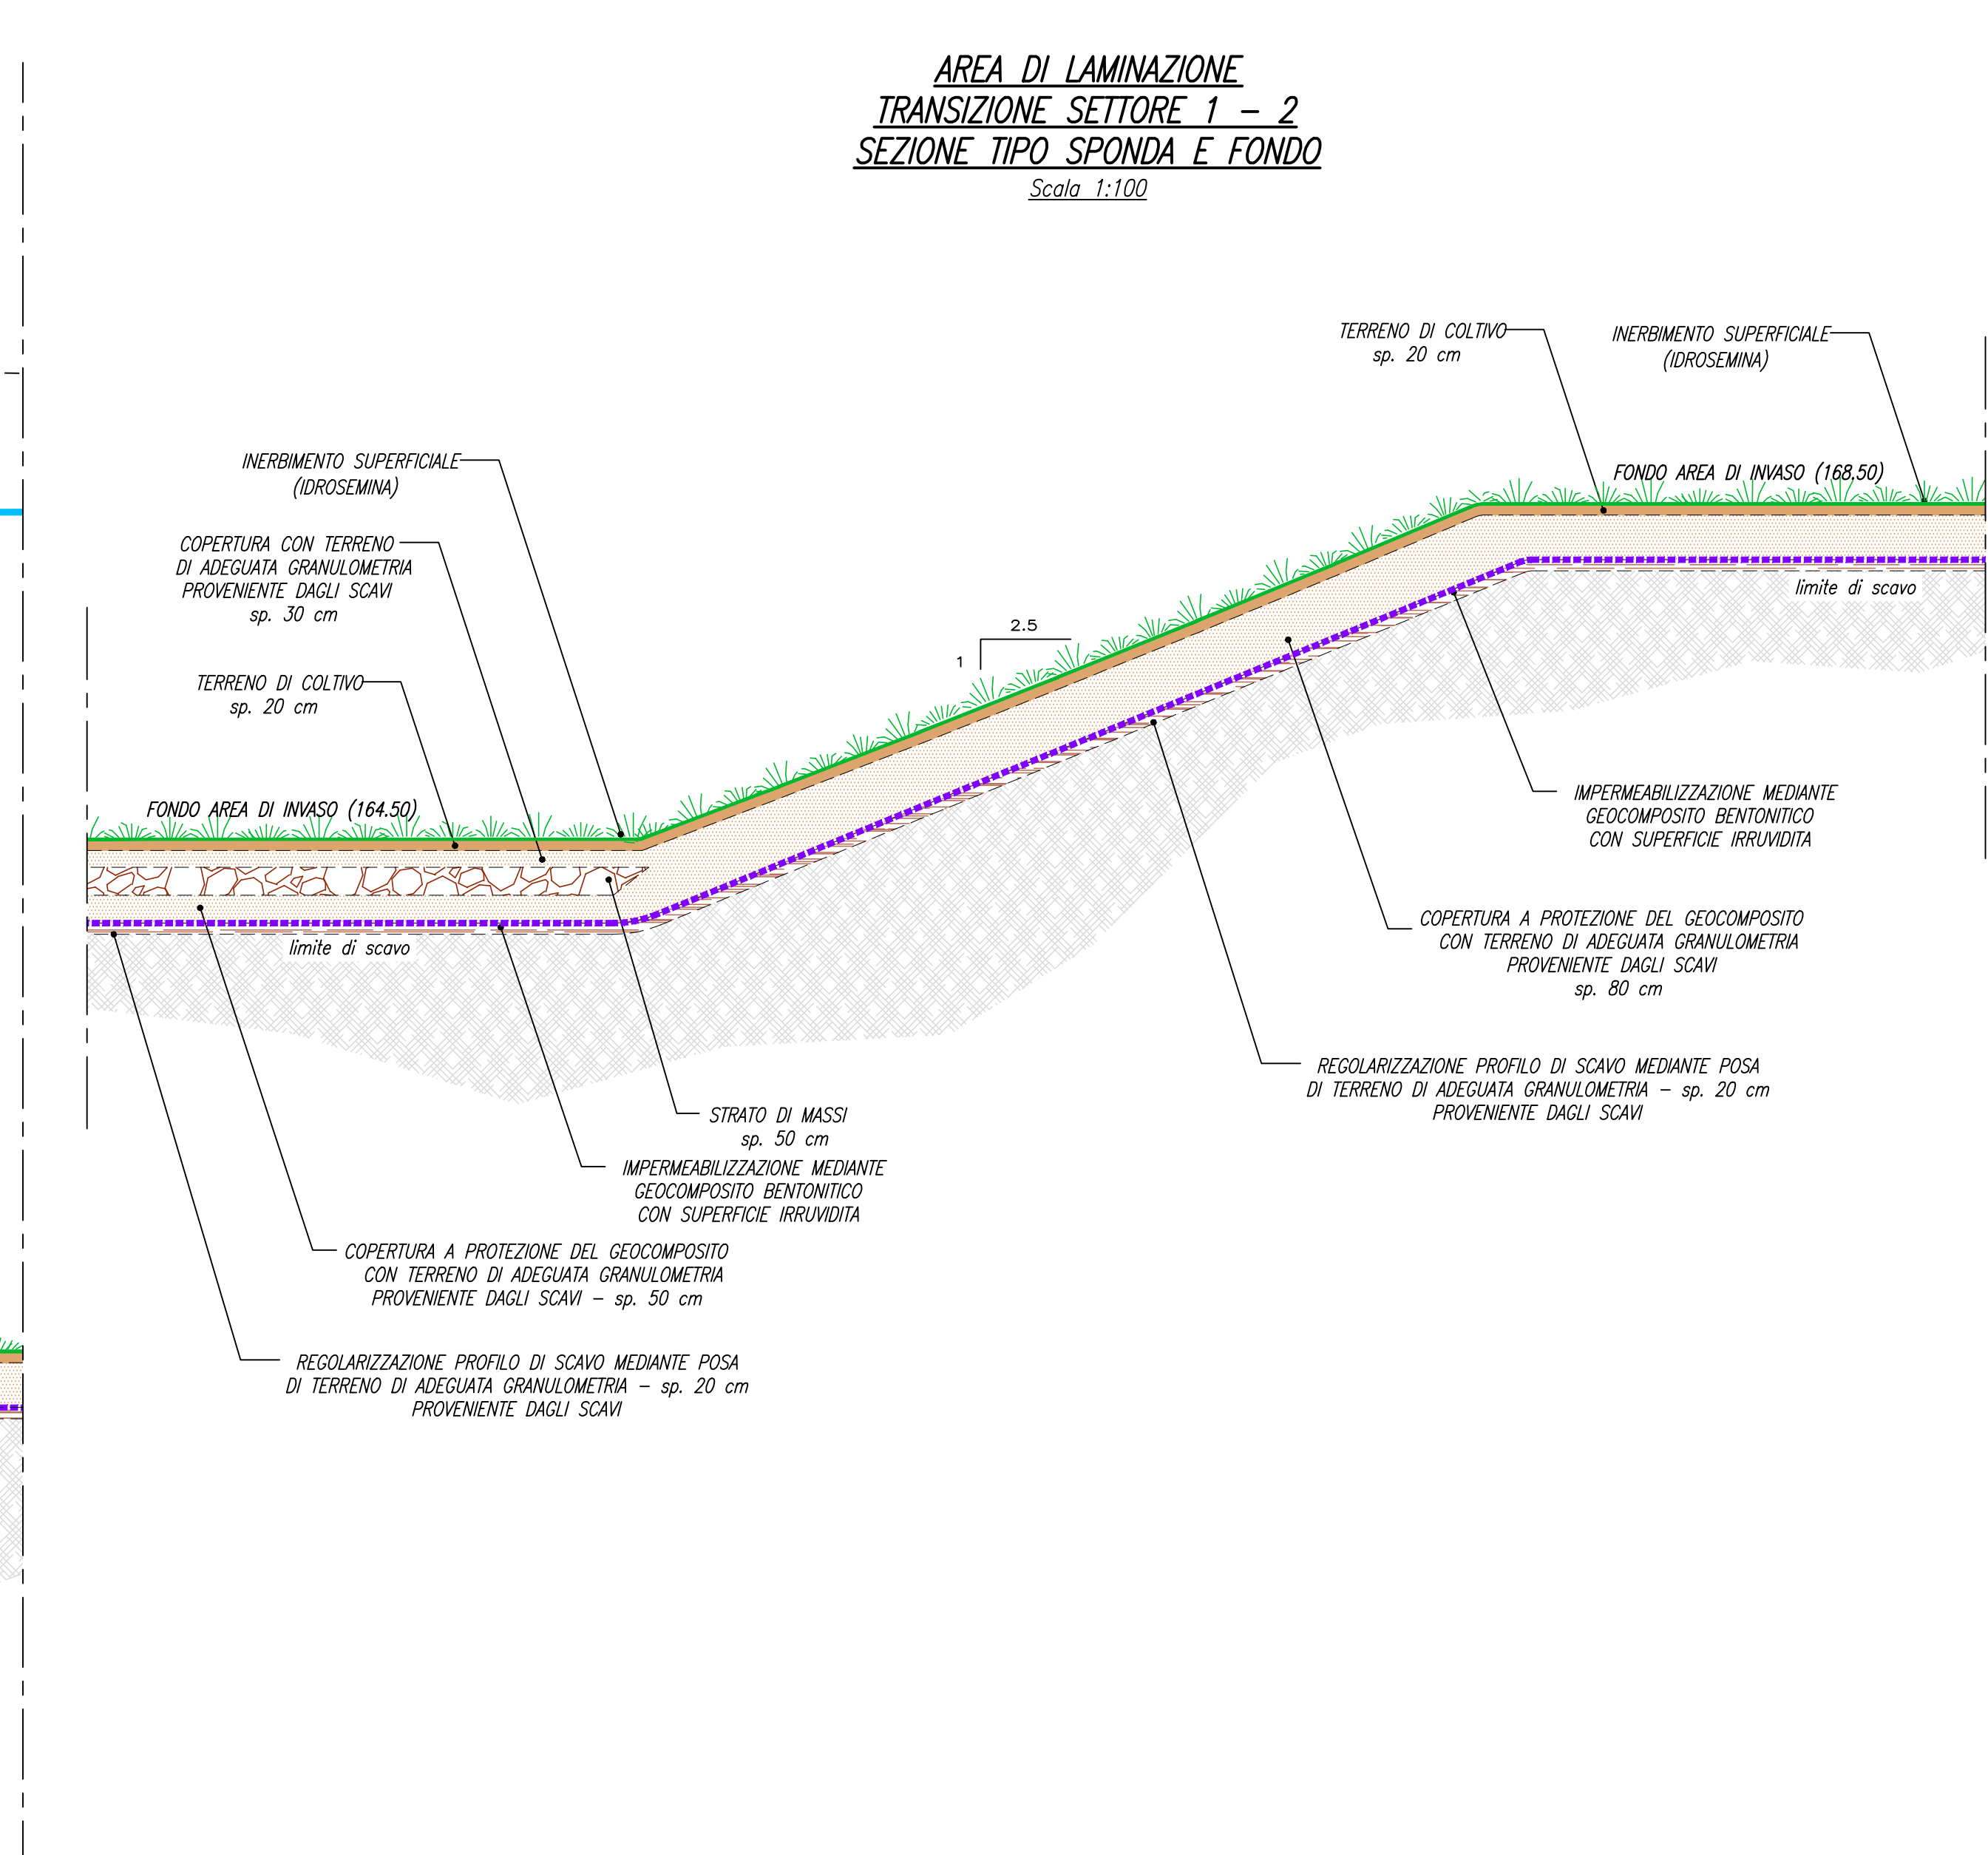 AREA DI LAMINAZIONE
TRANSIZIONE SETTORE 1 – 2
SEZIONE TIPO SPONDA E FONDO
Scala 1:100
TERRENO DI COLTIVO
sp. 20 cm
INERBIMENTO SUPERFICIALE
(IDROSEMINA)
FONDO AREA DI INVASO (168.50)
limite di scavo
INERBIMENTO SUPERFICIALE
(IDROSEMINA)
COPERTURA CON TERRENO
DI ADEGUATA GRANULOMETRIA
PROVENIENTE DAGLI SCAVI
sp. 30 cm
TERRENO DI COLTIVO
sp. 20 cm
2.5
1
FONDO AREA DI INVASO (164.50)
limite di scavo
IMPERMEABILIZZAZIONE MEDIANTE
GEOCOMPOSITO BENTONITICO
CON SUPERFICIE IRRUVIDITA
COPERTURA A PROTEZIONE DEL GEOCOMPOSITO
CON TERRENO DI ADEGUATA GRANULOMETRIA
PROVENIENTE DAGLI SCAVI
sp. 80 cm
REGOLARIZZAZIONE PROFILO DI SCAVO MEDIANTE POSA
DI TERRENO DI ADEGUATA GRANULOMETRIA – sp. 20 cm
PROVENIENTE DAGLI SCAVI
STRATO DI MASSI
sp. 50 cm
IMPERMEABILIZZAZIONE MEDIANTE
GEOCOMPOSITO BENTONITICO
CON SUPERFICIE IRRUVIDITA
COPERTURA A PROTEZIONE DEL GEOCOMPOSITO
CON TERRENO DI ADEGUATA GRANULOMETRIA
PROVENIENTE DAGLI SCAVI – sp. 50 cm
REGOLARIZZAZIONE PROFILO DI SCAVO MEDIANTE POSA
DI TERRENO DI ADEGUATA GRANULOMETRIA – sp. 20 cm
PROVENIENTE DAGLI SCAVI